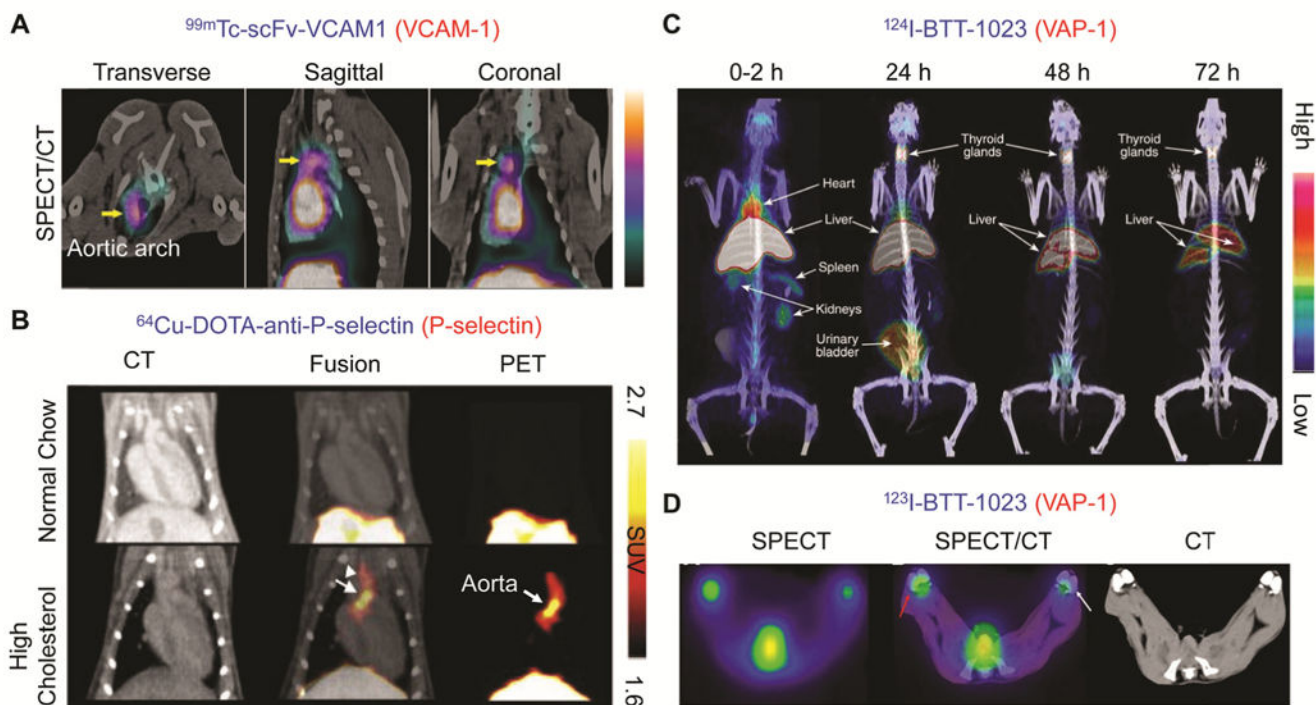 A
⁹⁹ᵐTc-scFv-VCAM1 (VCAM-1)
Transverse Sagittal Coronal
SPECT/CT
Aortic arch
B
⁶⁴Cu-DOTA-anti-P-selectin (P-selectin)
CT Fusion PET
Normal Chow
High Cholesterol
Aorta
2.7
SUV
1.6
C
¹²⁴I-BTT-1023 (VAP-1)
0-2 h 24 h 48 h 72 h
Thyroid glands
Thyroid glands
Heart
Liver
Liver
Liver
Spleen
Kidneys
Urinary bladder
High
Low
D
¹²³I-BTT-1023 (VAP-1)
SPECT SPECT/CT CT